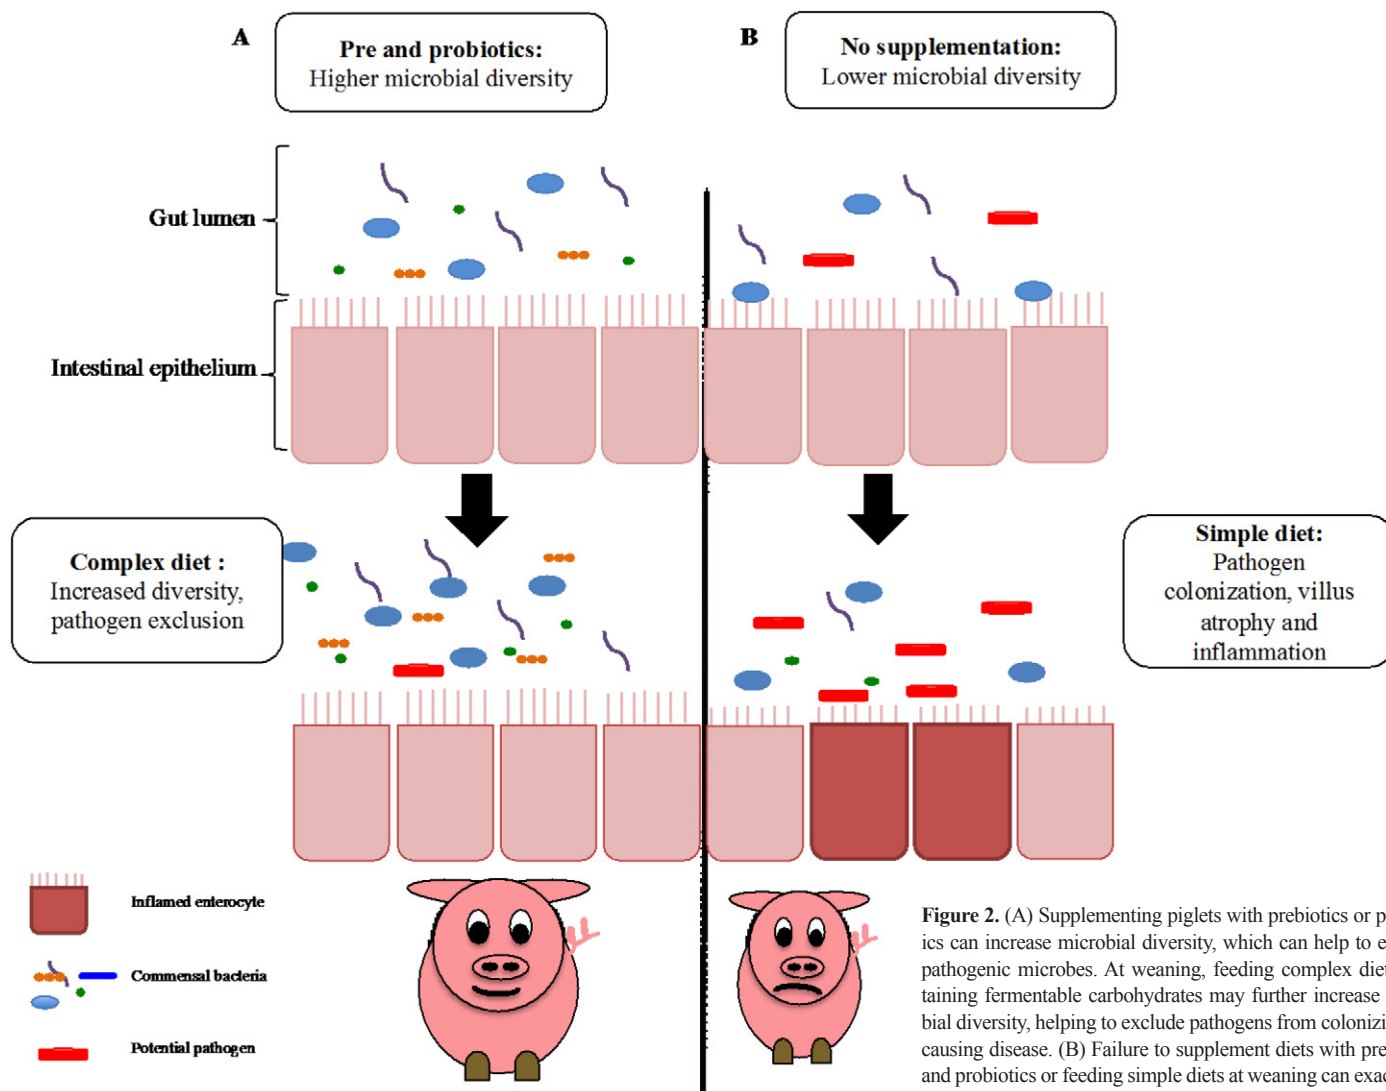 A
Pre and probiotics:
Higher microbial diversity
B
No supplementation:
Lower microbial diversity
Gut lumen
Intestinal epithelium
Complex diet :
Increased diversity,
pathogen exclusion
Simple diet:
Pathogen
colonization, villus
atrophy and
inflammation
Inflamed enterocyte
Commensal bacteria
Potential pathogen
Figure 2. (A) Supplementing piglets with prebiotics or p
ics can increase microbial diversity, which can help to e
pathogenic microbes. At weaning, feeding complex diet
taining fermentable carbohydrates may further increase
bial diversity, helping to exclude pathogens from coloniz
causing disease. (B) Failure to supplement diets with pre
and probiotics or feeding simple diets at weaning can exac